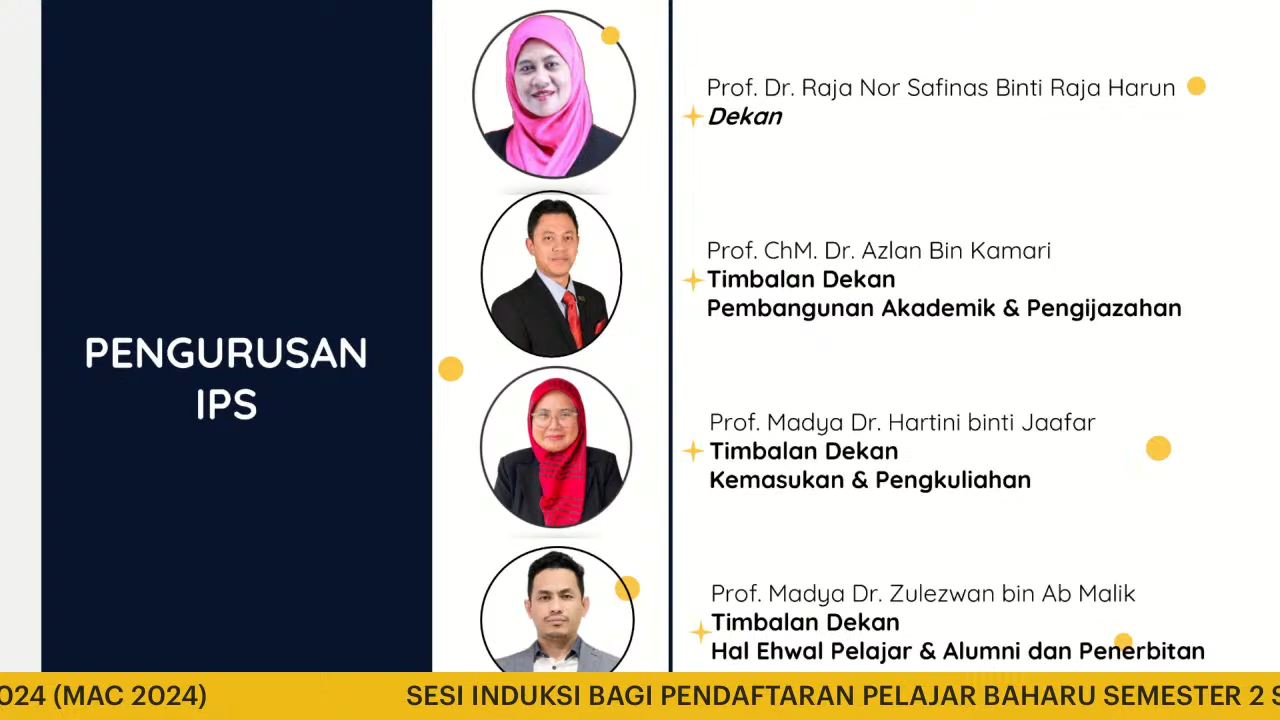 PENGURUSAN
IPS
Prof. Dr. Raja Nor Safinas Binti Raja Harun
Dekan
Prof. ChM. Dr. Azlan Bin Kamari
Timbalan Dekan
Pembangunan Akademik & Pengijazahan
Prof. Madya Dr. Hartini binti Jaafar
Timbalan Dekan
Kemasukan & Pengkuliahan
Prof. Madya Dr. Zulezwan bin Ab Malik
Timbalan Dekan
Hal Ehwal Pelajar & Alumni dan Penerbitan
024 (MAC 2024) SESI INDUKSI BAGI PENDAFTARAN PELAJAR BAHARU SEMESTER 2 S